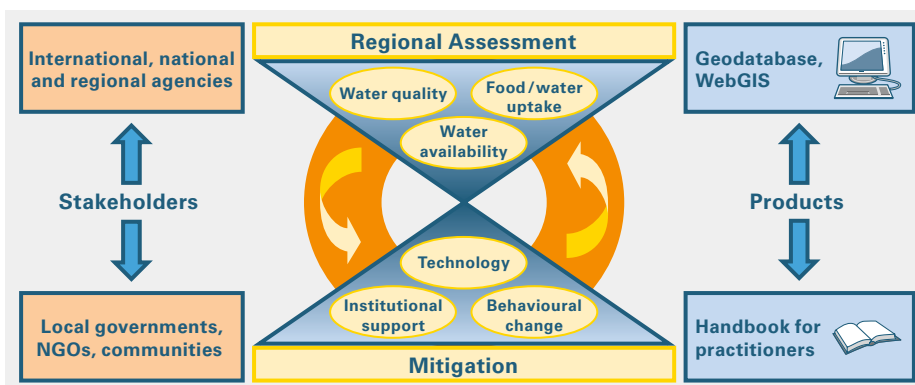 International, national
and regional agencies
Stakeholders
Local governments,
NGOs, communities
Regional Assessment
Water quality
Food/water
uptake
Water
availability
Technology
Institutional
support
Behavioural
change
Mitigation
Geodatabase,
WebGIS
Products
Handbook for
practitioners